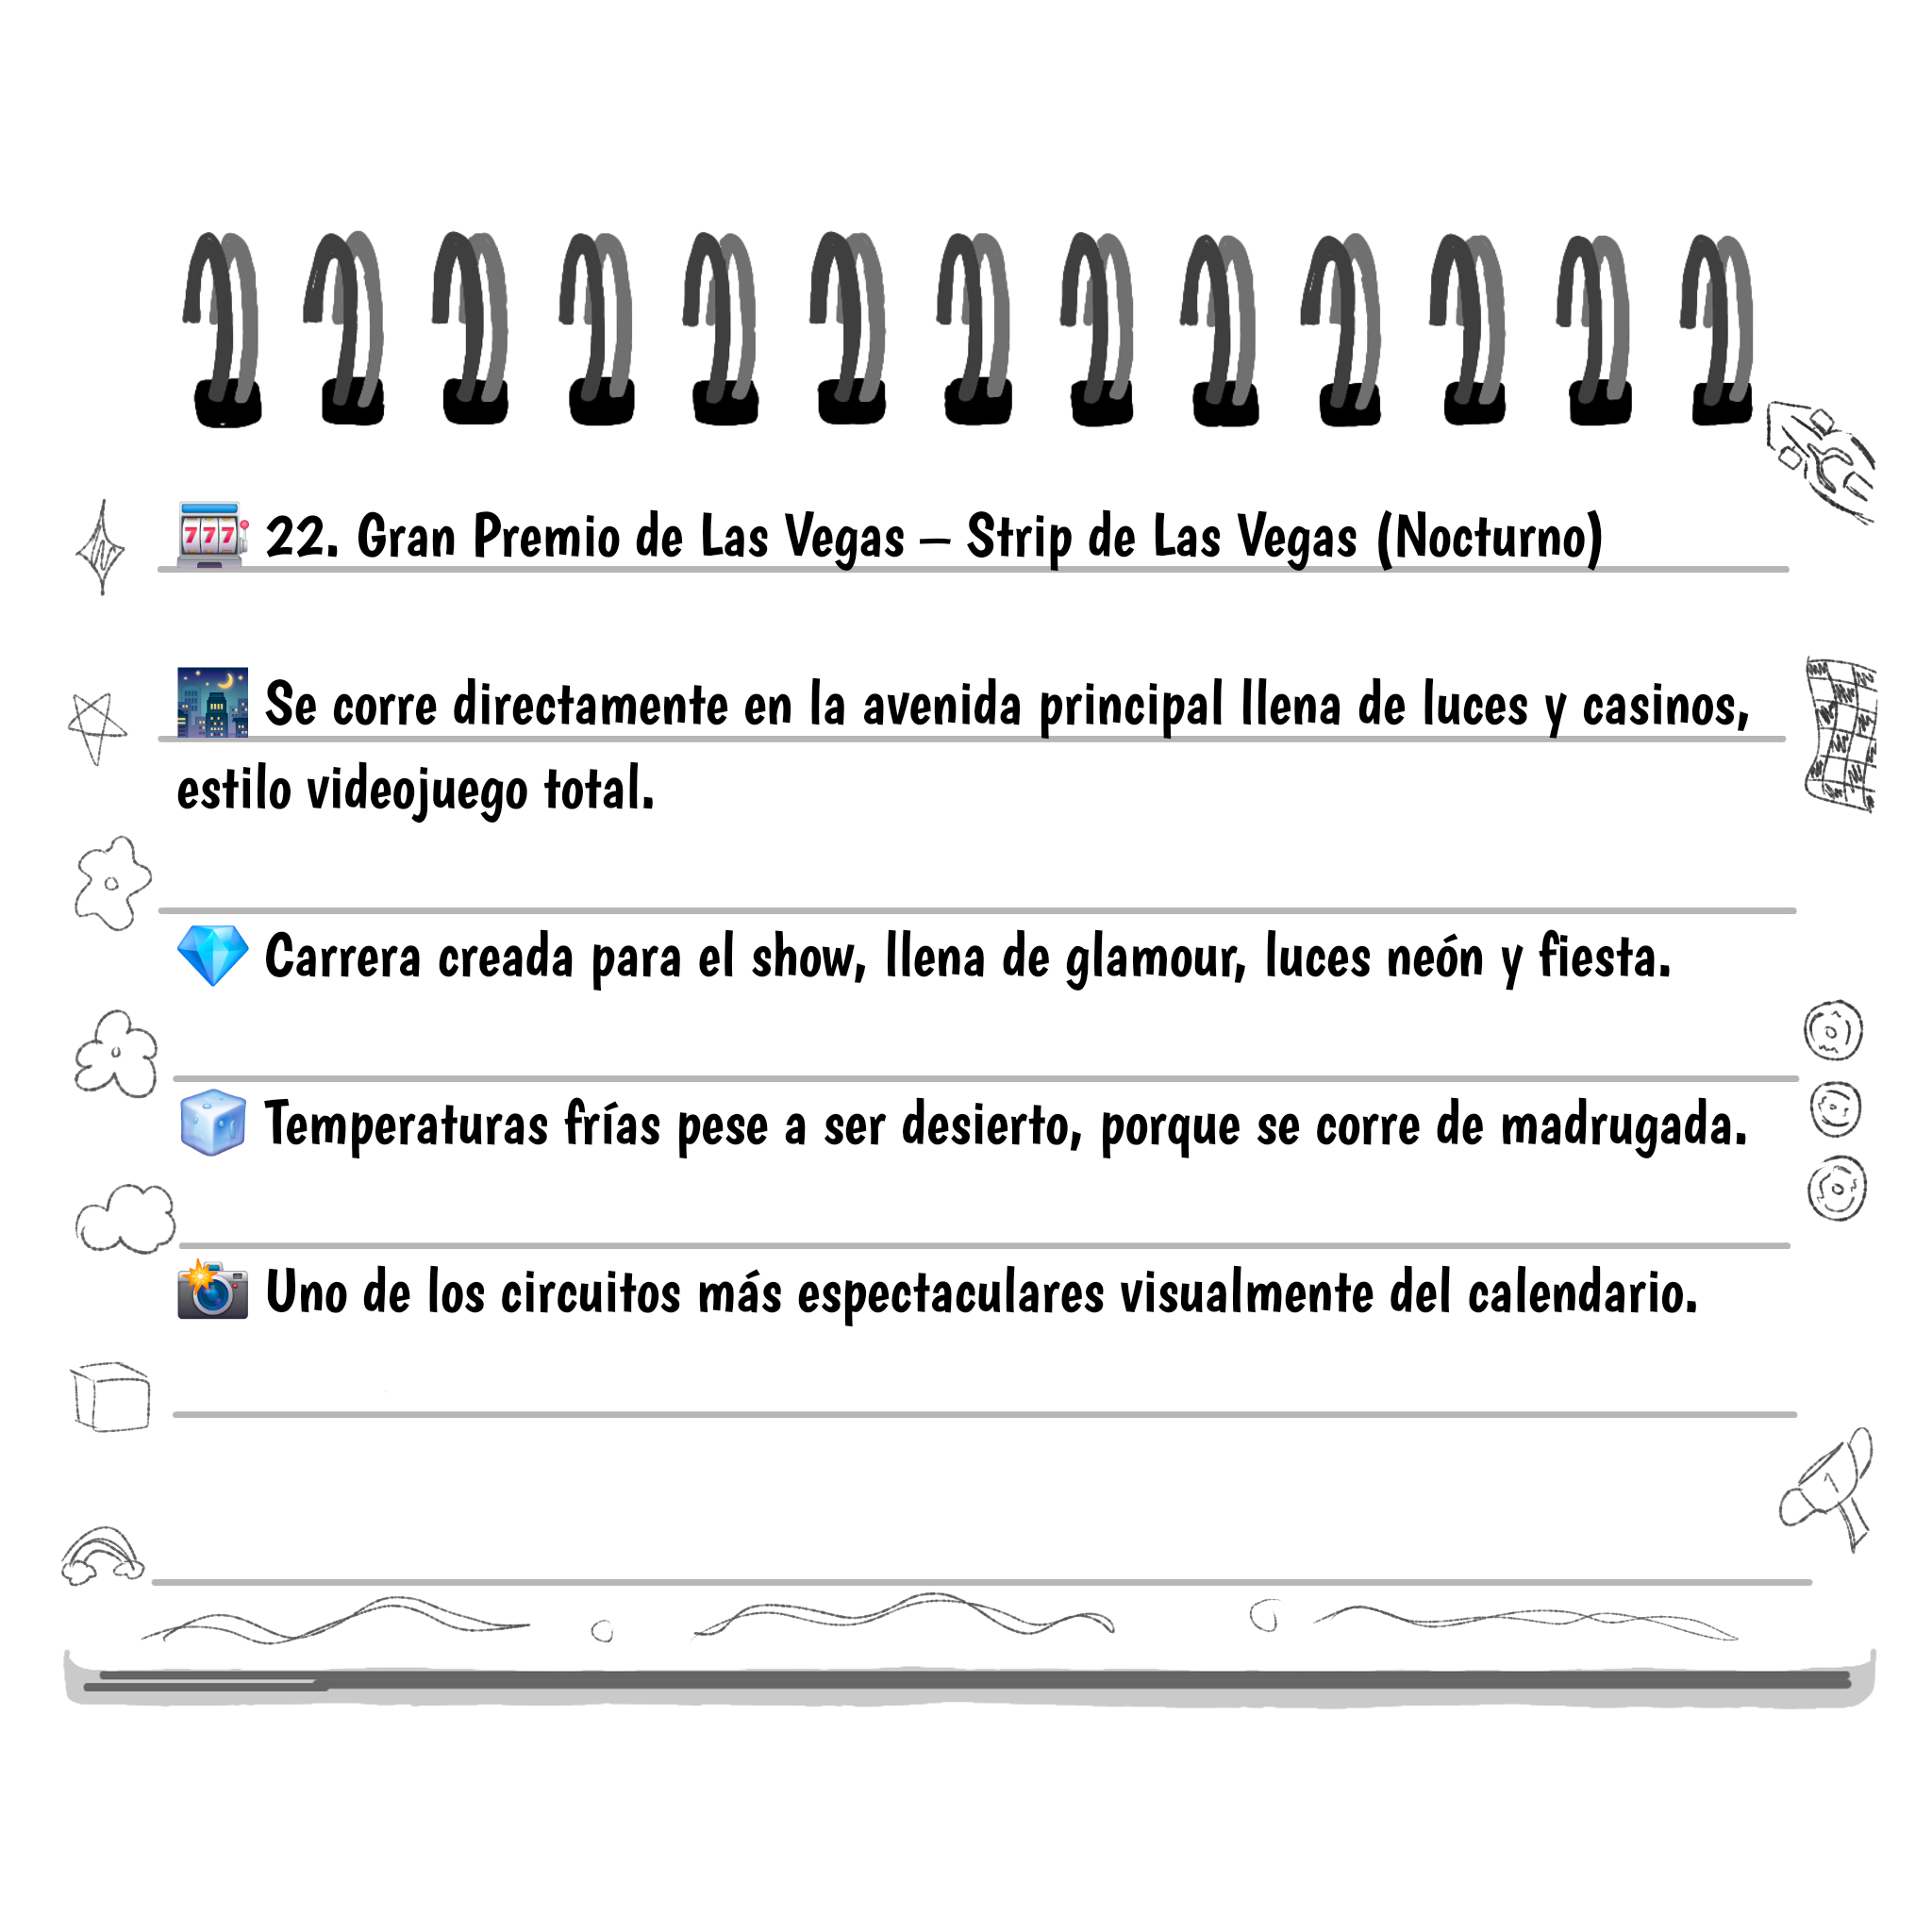 🎰 22. Gran Premio de Las Vegas – Strip de Las Vegas (Nocturno)
🌃 Se corre directamente en la avenida principal llena de luces y casinos,
estilo videojuego total.
💎 Carrera creada para el show, llena de glamour, luces neón y fiesta.
🧊 Temperaturas frías pese a ser desierto, porque se corre de madrugada.
📸 Uno de los circuitos más espectaculares visualmente del calendario.